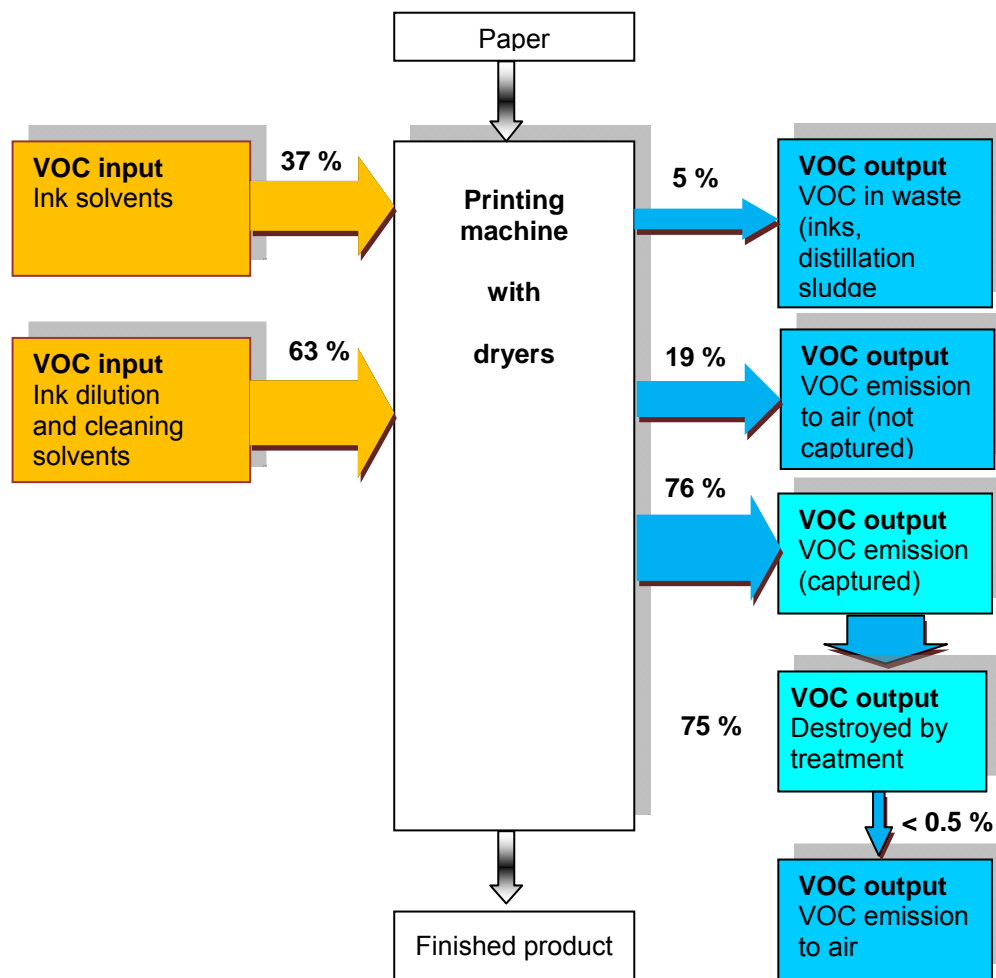 Paper
VOC input
Ink solvents
37 %
Printing
machine
with
dryers
5 %
VOC output
VOC in waste
(inks,
distillation
sludge
VOC input
Ink dilution
and cleaning
solvents
63 %
19 %
VOC output
VOC emission
to air (not
captured)
76 %
VOC output
VOC emission
(captured)
75 %
VOC output
Destroyed by
treatment
< 0.5 %
VOC output
VOC emission
to air
Finished product